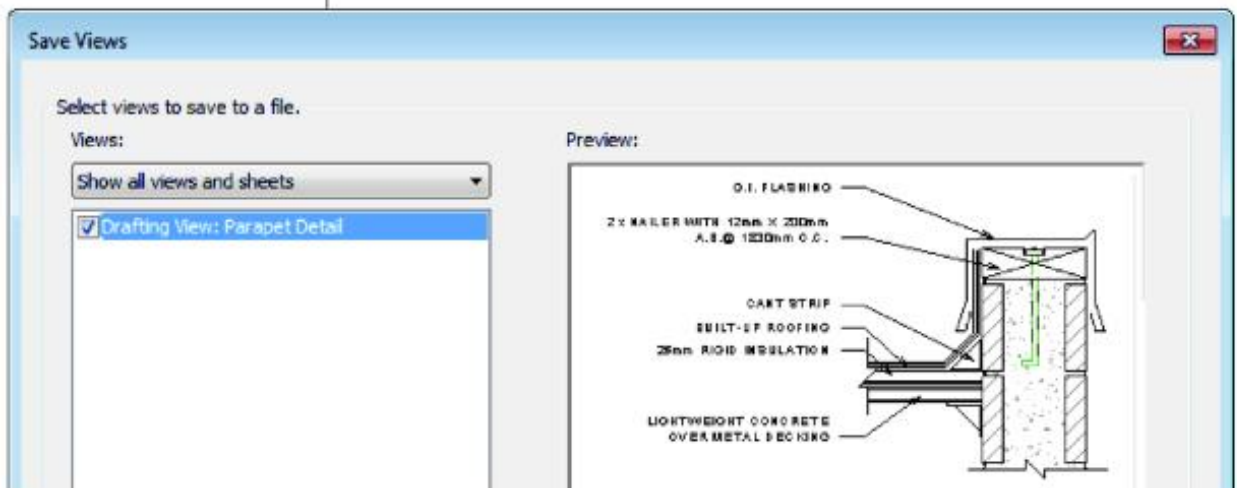 Save Views
Select views to save to a file.
Views:
Preview:
Show all views and sheets
Drafting View: Parapet Detail
G.I. FLASHING
2x NAILER WITH 12mm X 200mm
A.B.@ 1830mm O.C.
CANT STRIP
BUILT-UP ROOFING
25mm RIGID INSULATION
LIGHTWEIGHT CONCRETE
OVER METAL DECKING